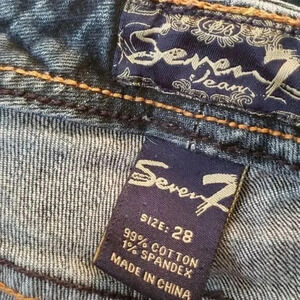 Seven7
Jeans
Seven7
SIZE: 28
99% COTTON
1% SPANDEX
MADE IN CHINA